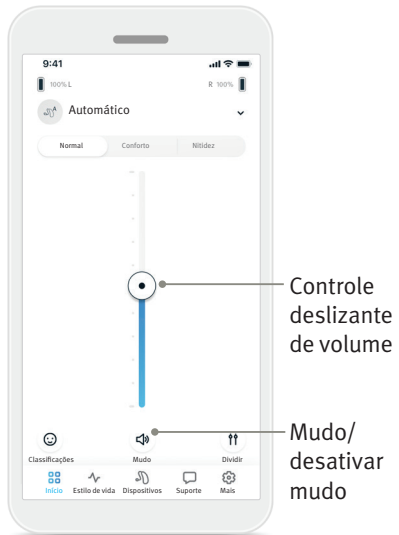 9:41
100% L
R 100%
Automático
Normal Conforto Nitidez
Controle
deslizante
de volume
Classificações Mudo Dividir
Mudo/
desativar
mudo
Início Estilo de vida Dispositivos Suporte Mais